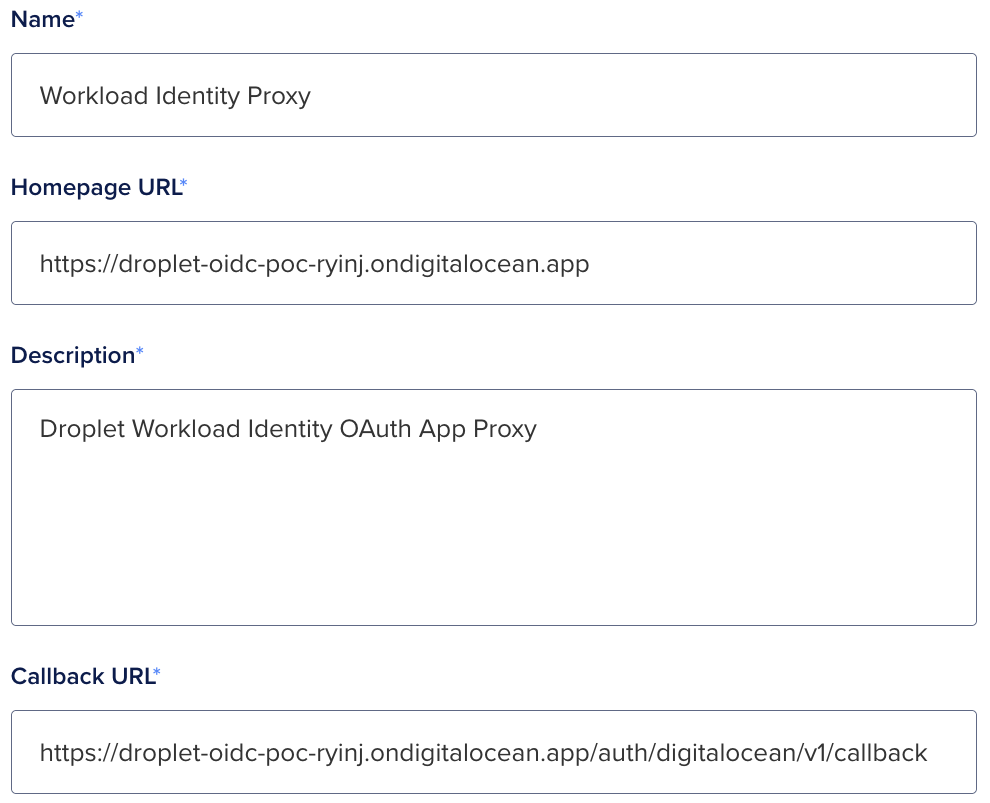 Name*
Workload Identity Proxy
Homepage URL*
https://droplet-oidc-poc-ryinj.ondigitalocean.app
Description*
Droplet Workload Identity OAuth App Proxy
Callback URL*
https://droplet-oidc-poc-ryinj.ondigitalocean.app/auth/digitalocean/v1/callback